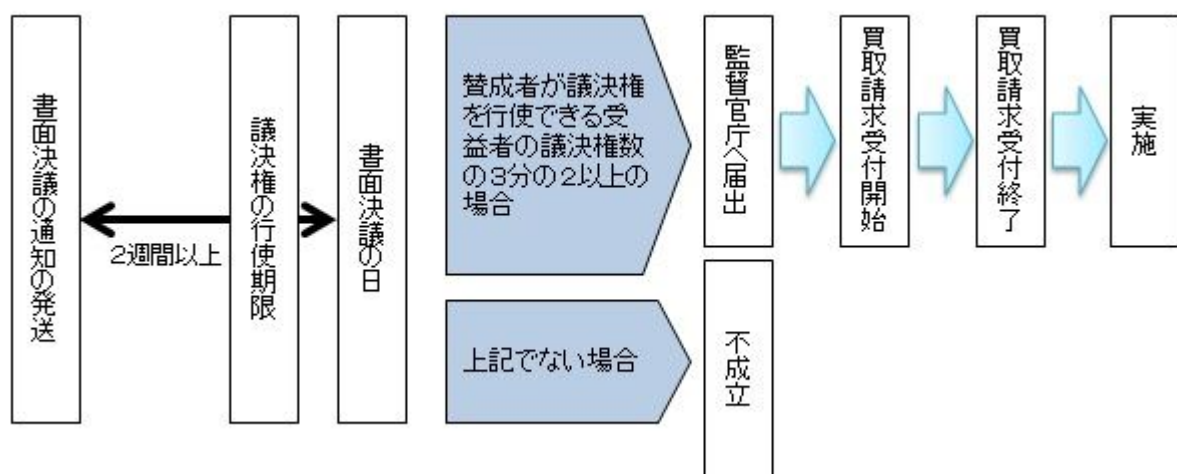 書面決議の通知の発送
2週間以上
議決権の行使期限
書面決議の日
賛成者が議決権
を行使できる受
益者の議決権数
の3分の2以上の
場合
監督官庁へ届出
買取請求受付開始
買取請求受付終了
実施
上記でない場合
不成立